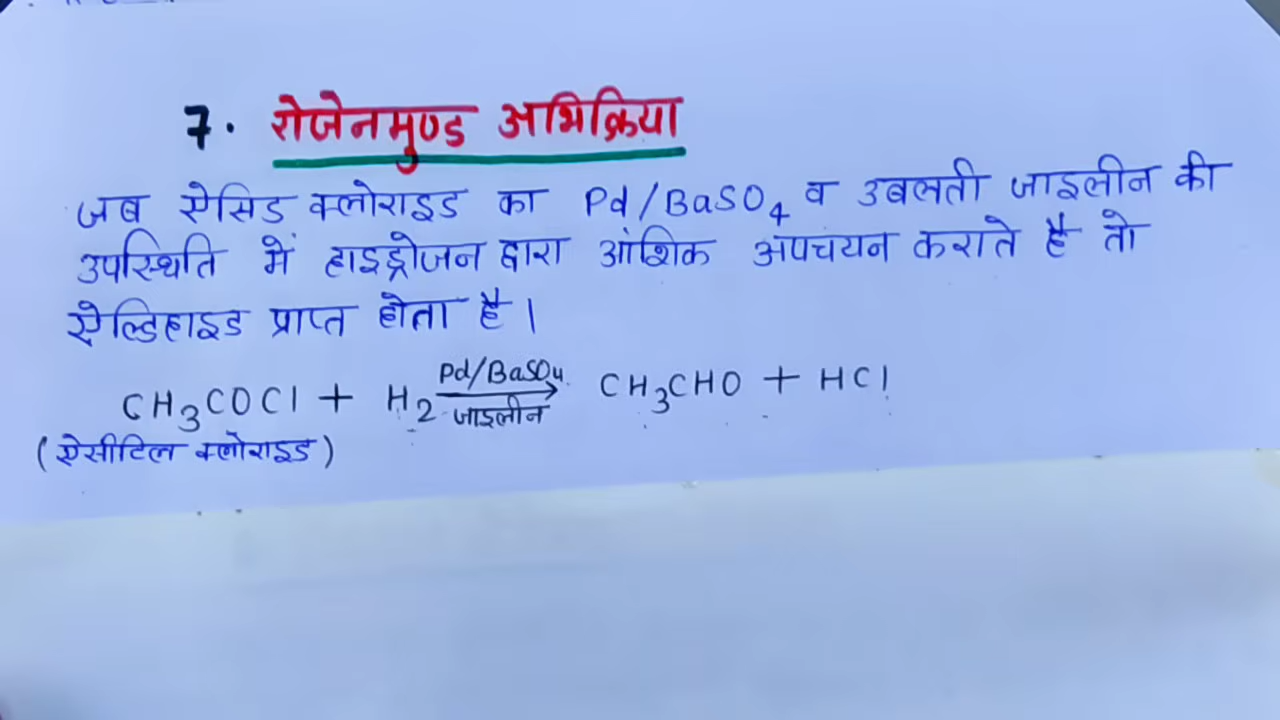 7. रोजेनमुण्ड अभिक्रिया
जब ऐसिड क्लोराइड का Pd/BaSO₄ व उबलती जाइलीन की
उपस्थिति में हाइड्रोजन द्वारा आंशिक अपचयन कराते है तो
ऐल्डिहाइड प्राप्त होता है।
CH₃COCl + H₂ —Pd/BaSO₄/जाइलीन→ CH₃CHO + HCl
(ऐसीटिल क्लोराइड)